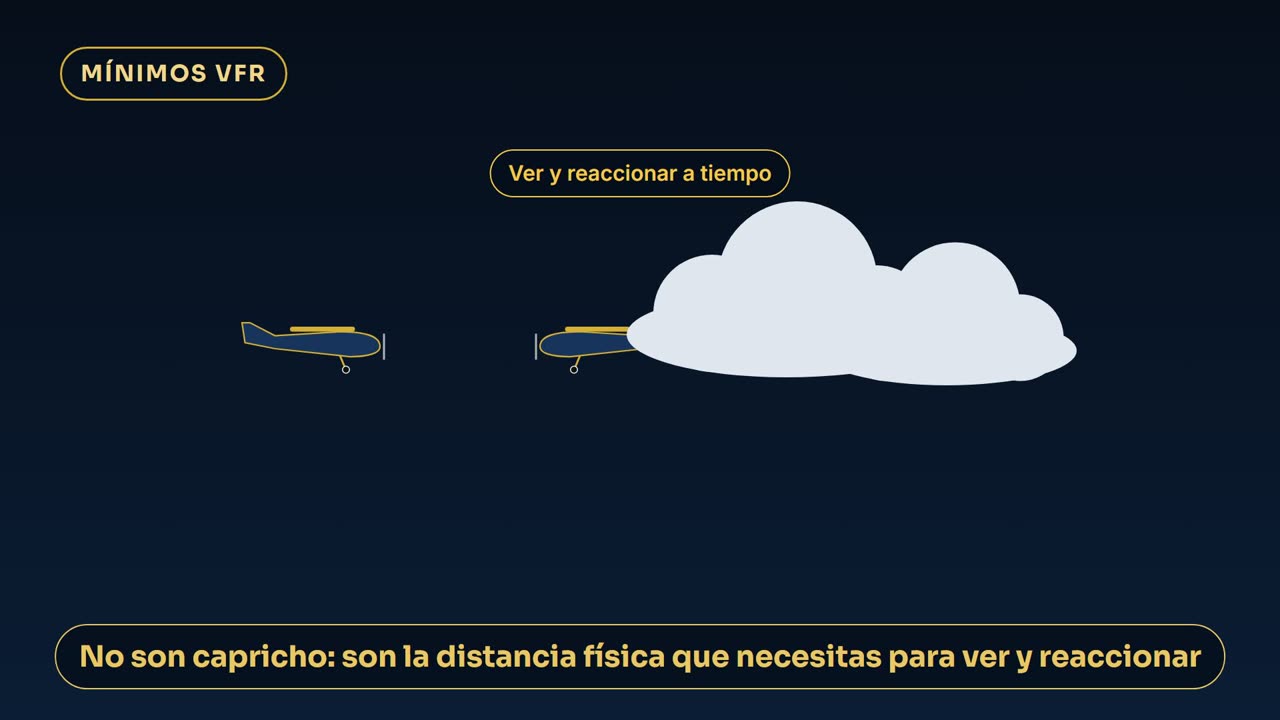 MÍNIMOS VFR
Ver y reaccionar a tiempo
No son capricho: son la distancia física que necesitas para ver y reaccionar